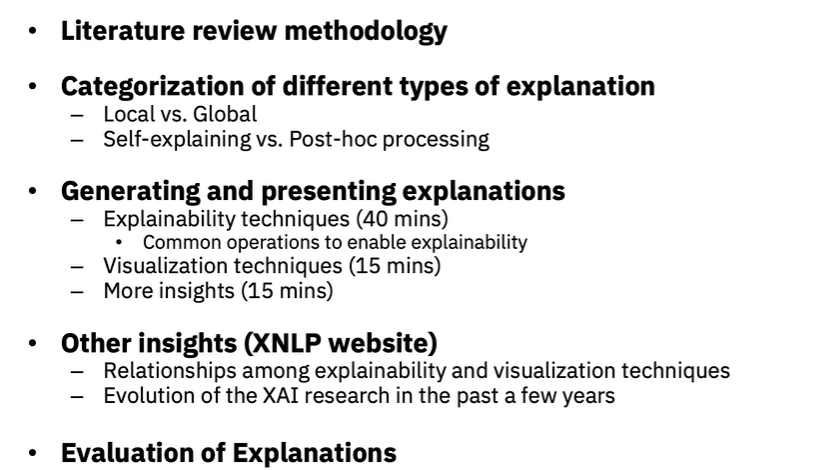 • Literature review methodology
• Categorization of different types of explanation
– Local vs. Global
– Self-explaining vs. Post-hoc processing
• Generating and presenting explanations
– Explainability techniques (40 mins)
• Common operations to enable explainability
– Visualization techniques (15 mins)
– More insights (15 mins)
• Other insights (XNLP website)
– Relationships among explainability and visualization techniques
– Evolution of the XAI research in the past a few years
• Evaluation of Explanations